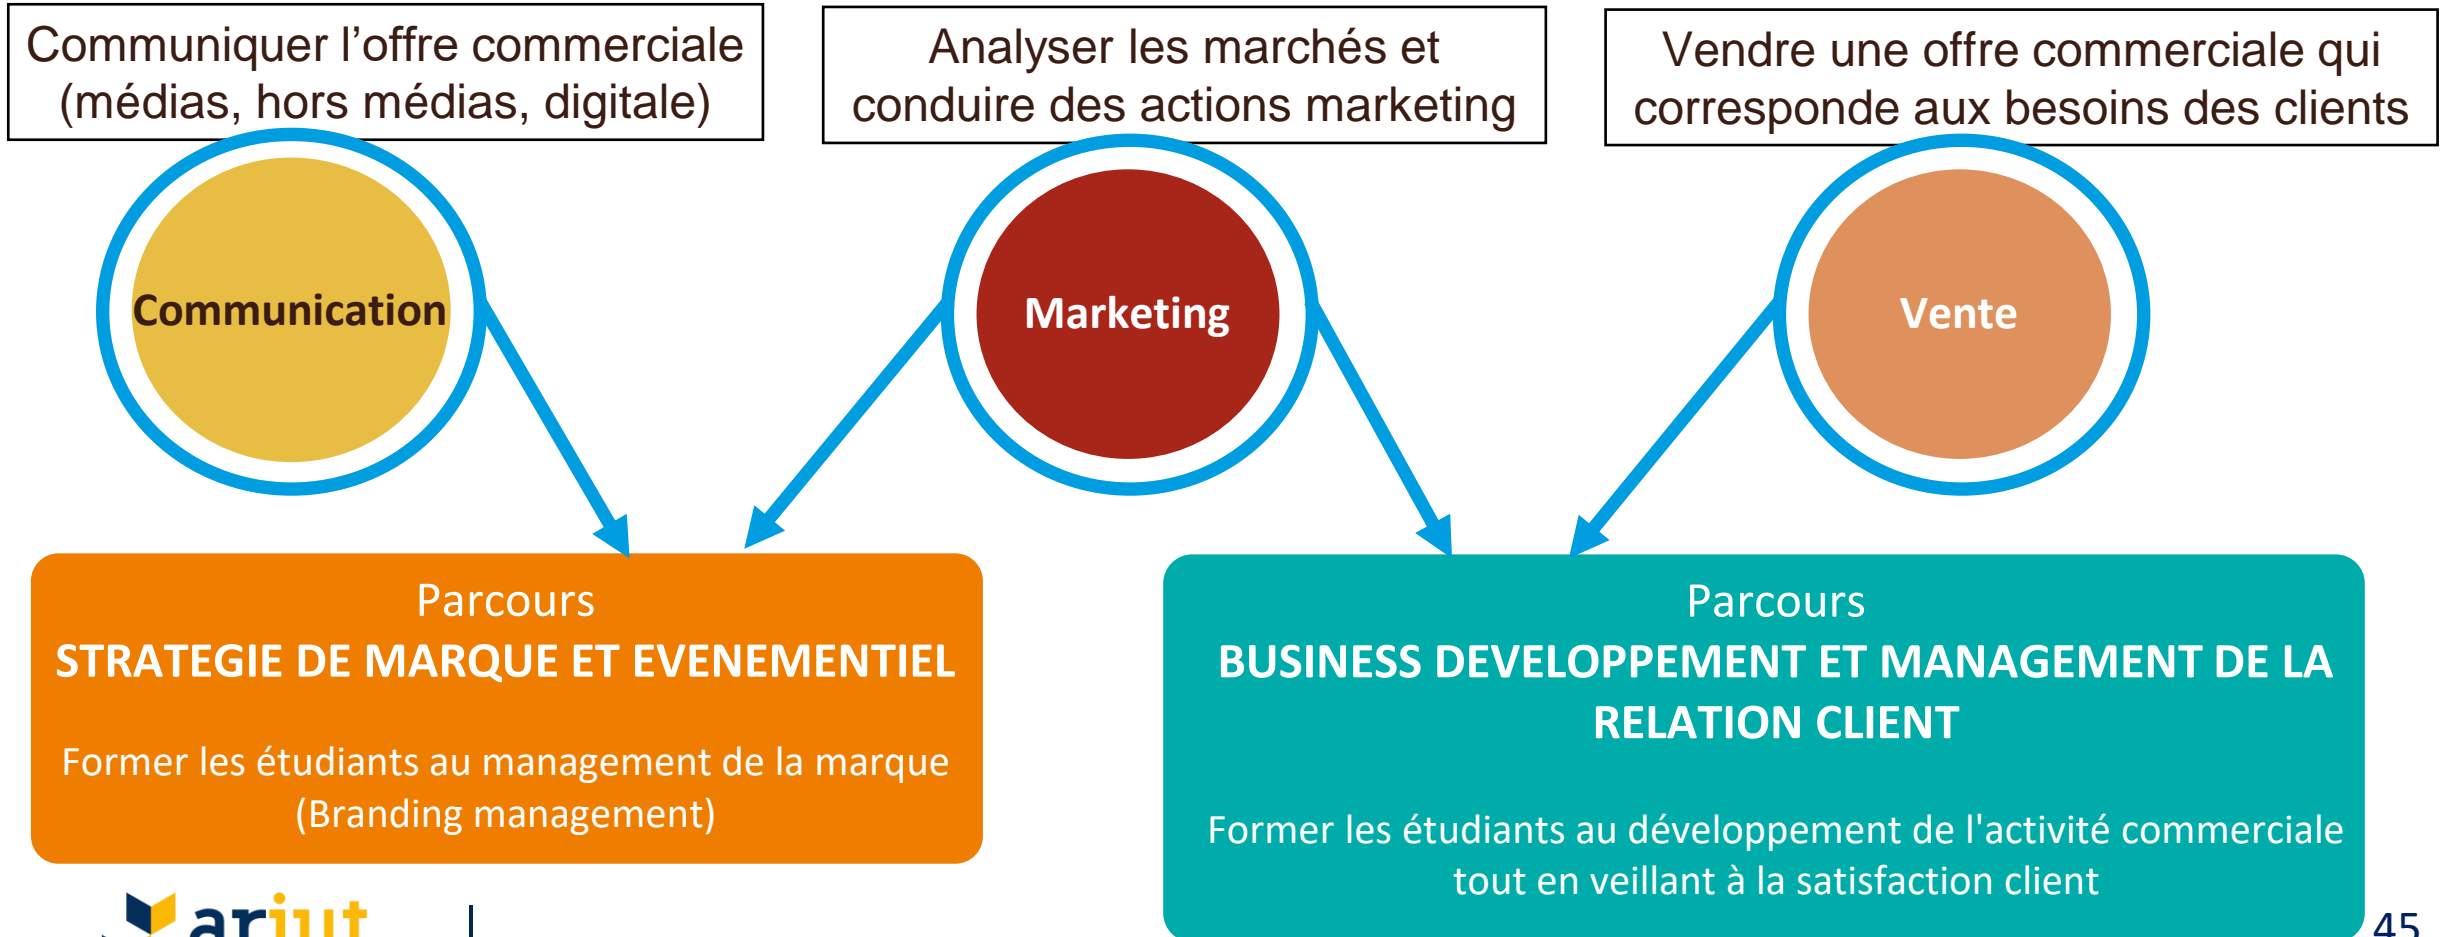 Communiquer l’offre commerciale
(médias, hors médias, digitale)
Analyser les marchés et
conduire des actions marketing
Vendre une offre commerciale qui
corresponde aux besoins des clients
Communication
Marketing
Vente
Parcours
STRATEGIE DE MARQUE ET EVENEMENTIEL
Former les étudiants au management de la marque
(Branding management)
Parcours
BUSINESS DEVELOPPEMENT ET MANAGEMENT DE LA
RELATION CLIENT
Former les étudiants au développement de l'activité commerciale
tout en veillant à la satisfaction client
ariut
45